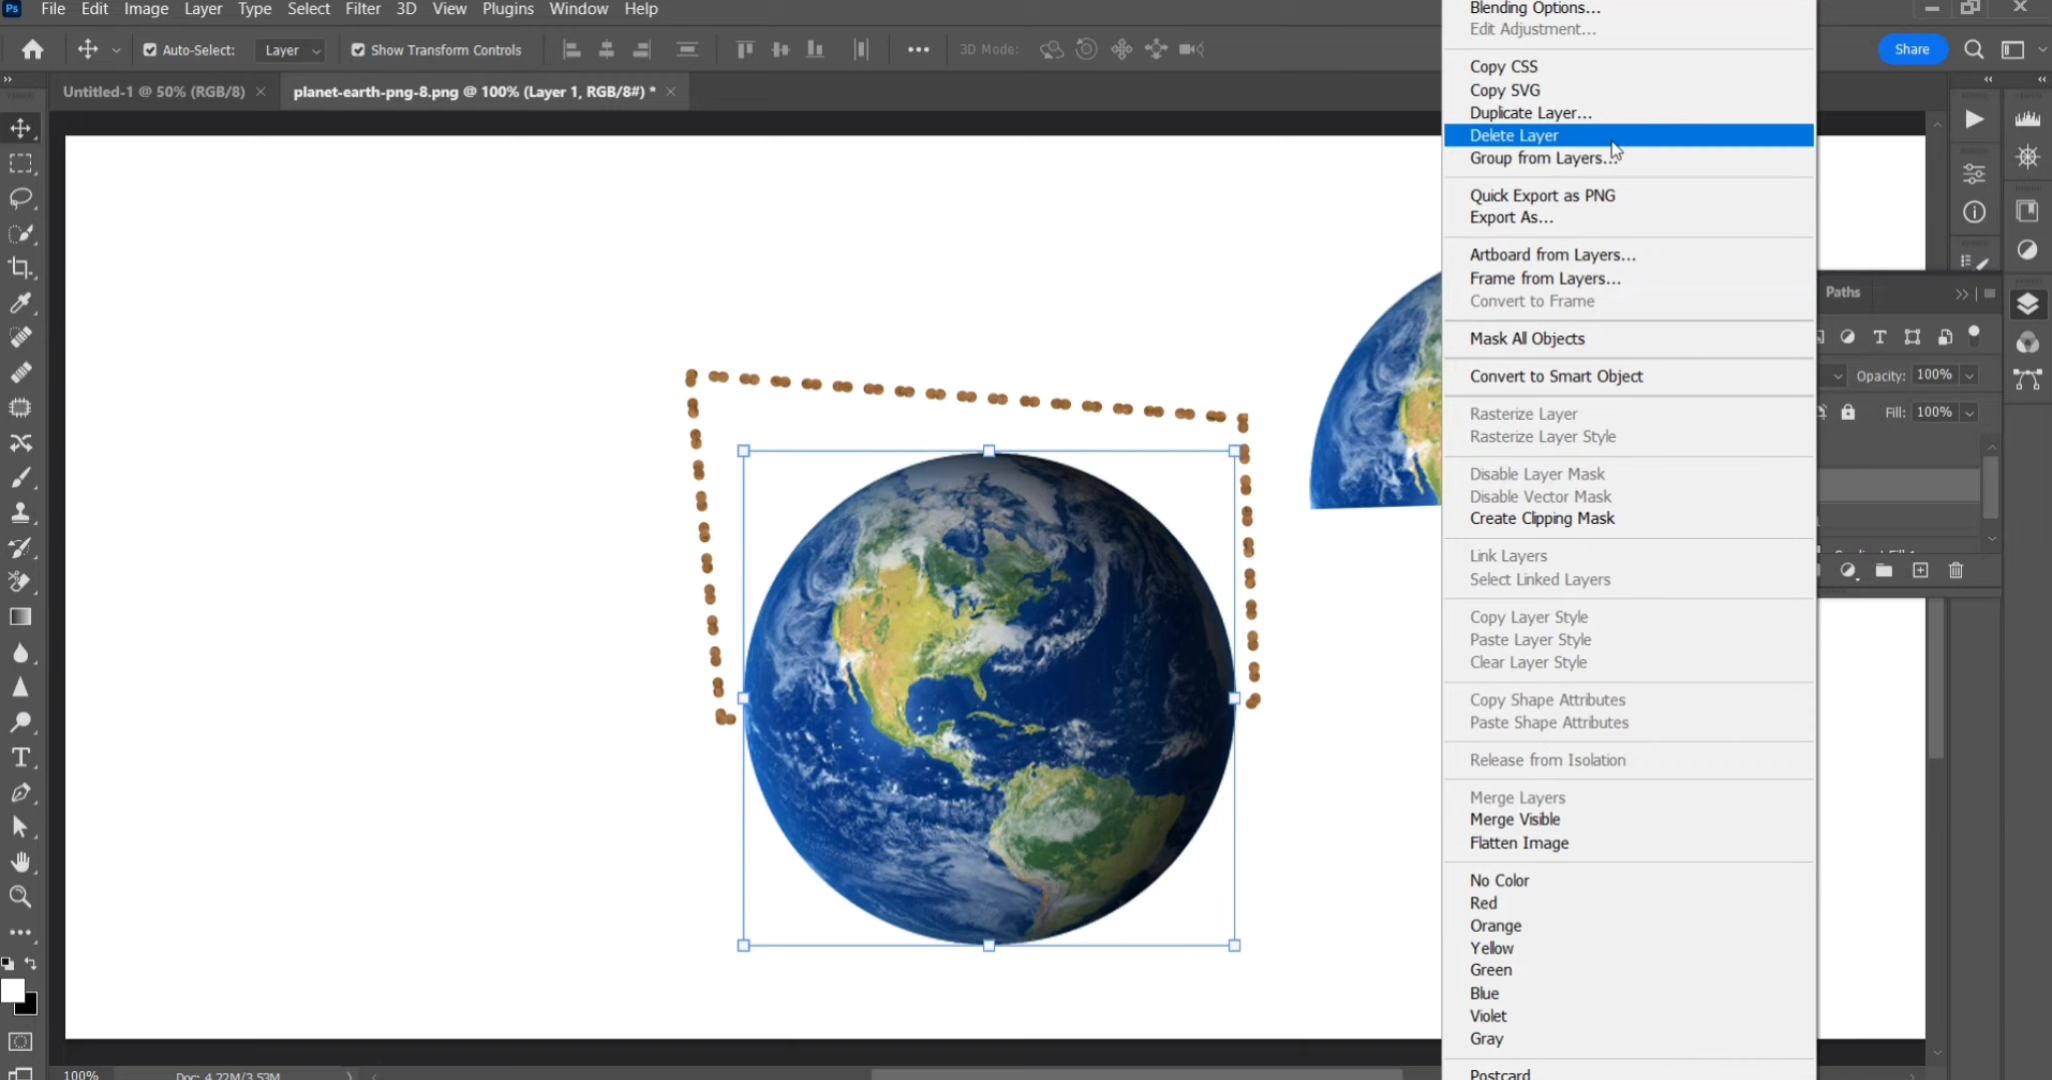 Ps File Edit Image Layer Type Select Filter 3D View Plugins Window Help
Auto-Select: Layer Show Transform Controls 3D Mode: Share
Untitled-1 @ 50% (RGB/8) planet-earth-png-8.png @ 100% (Layer 1, RGB/8#) *
Blending Options...
Edit Adjustment...
Copy CSS
Copy SVG
Duplicate Layer...
Delete Layer
Group from Layers...
Quick Export as PNG
Export As...
Artboard from Layers...
Frame from Layers...
Convert to Frame
Mask All Objects
Convert to Smart Object
Rasterize Layer
Rasterize Layer Style
Disable Layer Mask
Disable Vector Mask
Create Clipping Mask
Link Layers
Select Linked Layers
Copy Layer Style
Paste Layer Style
Clear Layer Style
Copy Shape Attributes
Paste Shape Attributes
Release from Isolation
Merge Layers
Merge Visible
Flatten Image
No Color
Red
Orange
Yellow
Green
Blue
Violet
Gray
Postcard
Paths
Opacity: 100%
Fill: 100%
100% Doc: 4.22M/3.53M